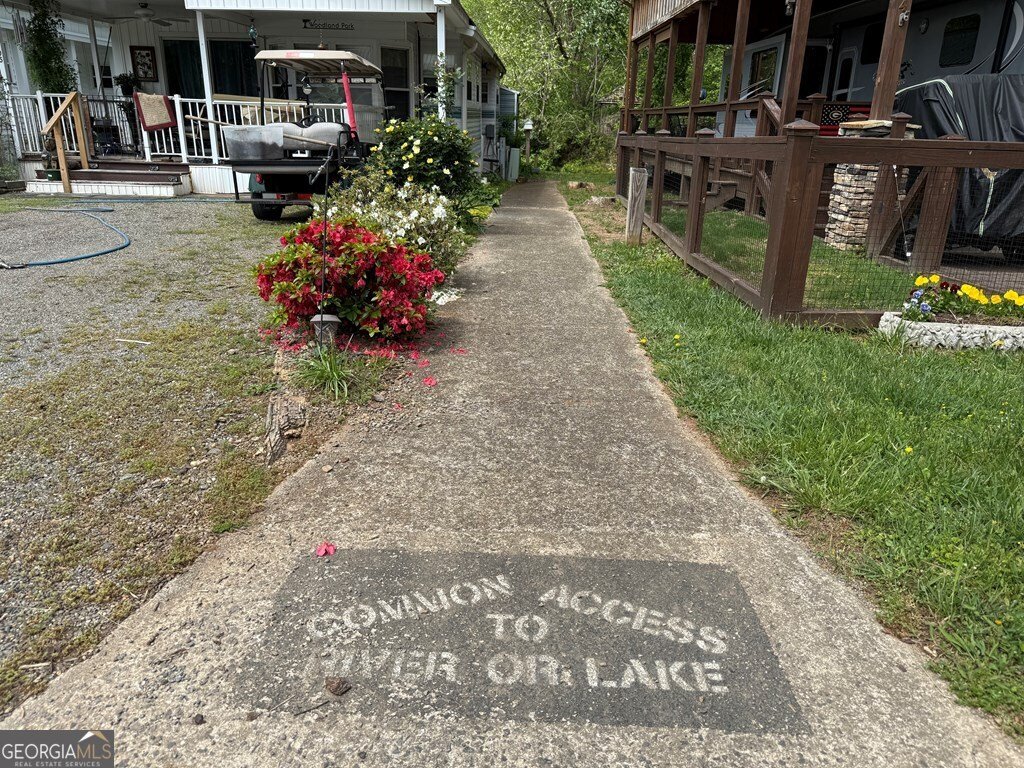 Woodland Park
COMMON ACCESS
TO
RIVER OR LAKE
GEORGIAMLS
REAL ESTATE SERVICES